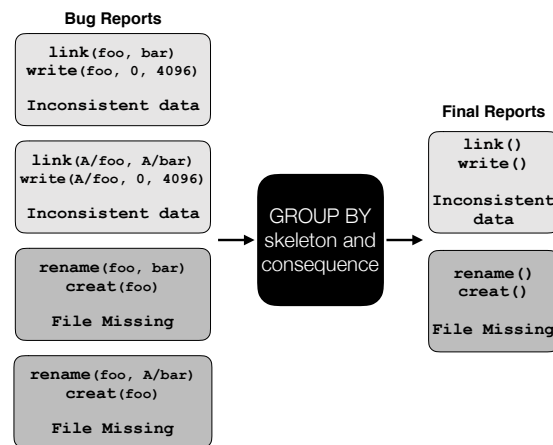 Bug Reports
link(foo, bar)
write(foo, 0, 4096)
Inconsistent data
link(A/foo, A/bar)
write(A/foo, 0, 4096)
Inconsistent data
rename(foo, bar)
creat(foo)
File Missing
rename(foo, A/bar)
creat(foo)
File Missing
GROUP BY
skeleton and
consequence
Final Reports
link()
write()
Inconsistent
data
rename()
creat()
File Missing